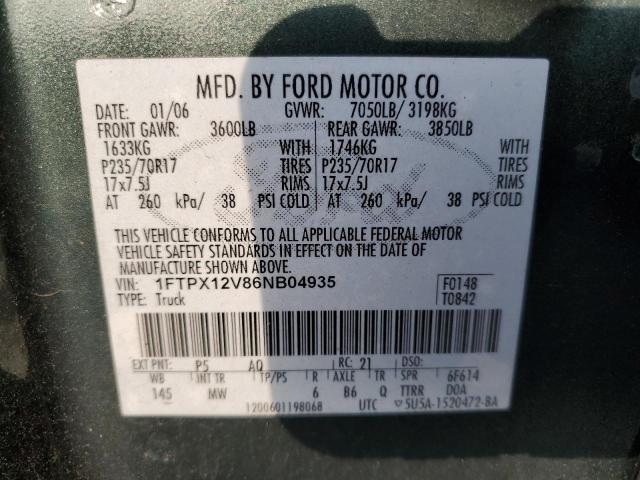 MFD. BY FORD MOTOR CO.
DATE: 01/06 GVWR: 7050LB/ 3198KG
FRONT GAWR: 3600LB REAR GAWR: 3850LB
1633KG WITH 1746KG WITH
P235/70R17 TIRES P235/70R17 TIRES
17x7.5J RIMS 17x7.5J RIMS
AT 260 kPa/ 38 PSI COLD AT 260 kPa/ 38 PSI COLD
THIS VEHICLE CONFORMS TO ALL APPLICABLE FEDERAL MOTOR
VEHICLE SAFETY STANDARDS IN EFFECT ON THE DATE OF
MANUFACTURE SHOWN ABOVE.
VIN: 1FTPX12V86NB04935 F0148
TYPE: Truck T0842
EXT PNT: P5 AQ RC: 21 DSO:
WB INT TR TP/PS R AXLE TR SPR 6F614
145 MW 6 B6 Q TTRR DOA
1200601198068 UTC 5U5A-1520472-BA